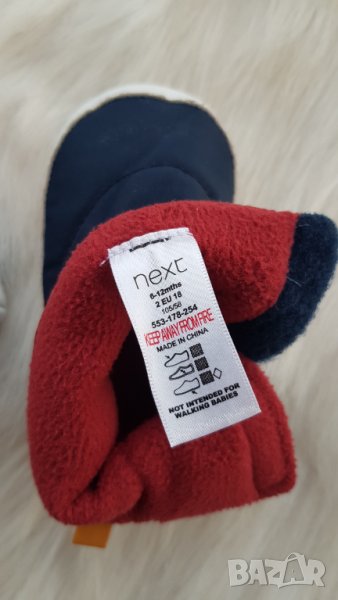 next
6-12mths
2 EU 18
105/56
553-178-254
KEEP AWAY FROM FIRE
MADE IN CHINA
NOT INTENDED FOR
WALKING BABIES
BAZAR